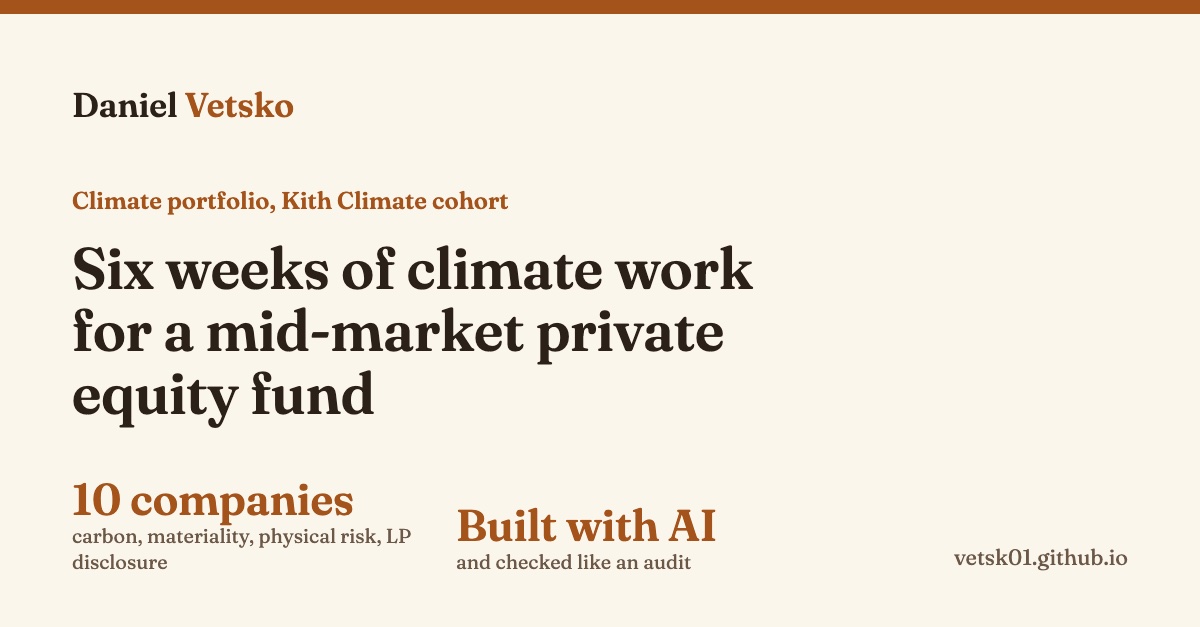 Daniel Vetsko
Climate portfolio, Kith Climate cohort
Six weeks of climate work
for a mid-market private
equity fund
10 companies
carbon, materiality, physical risk, LP
disclosure
Built with AI
and checked like an audit
vetsk01.github.io